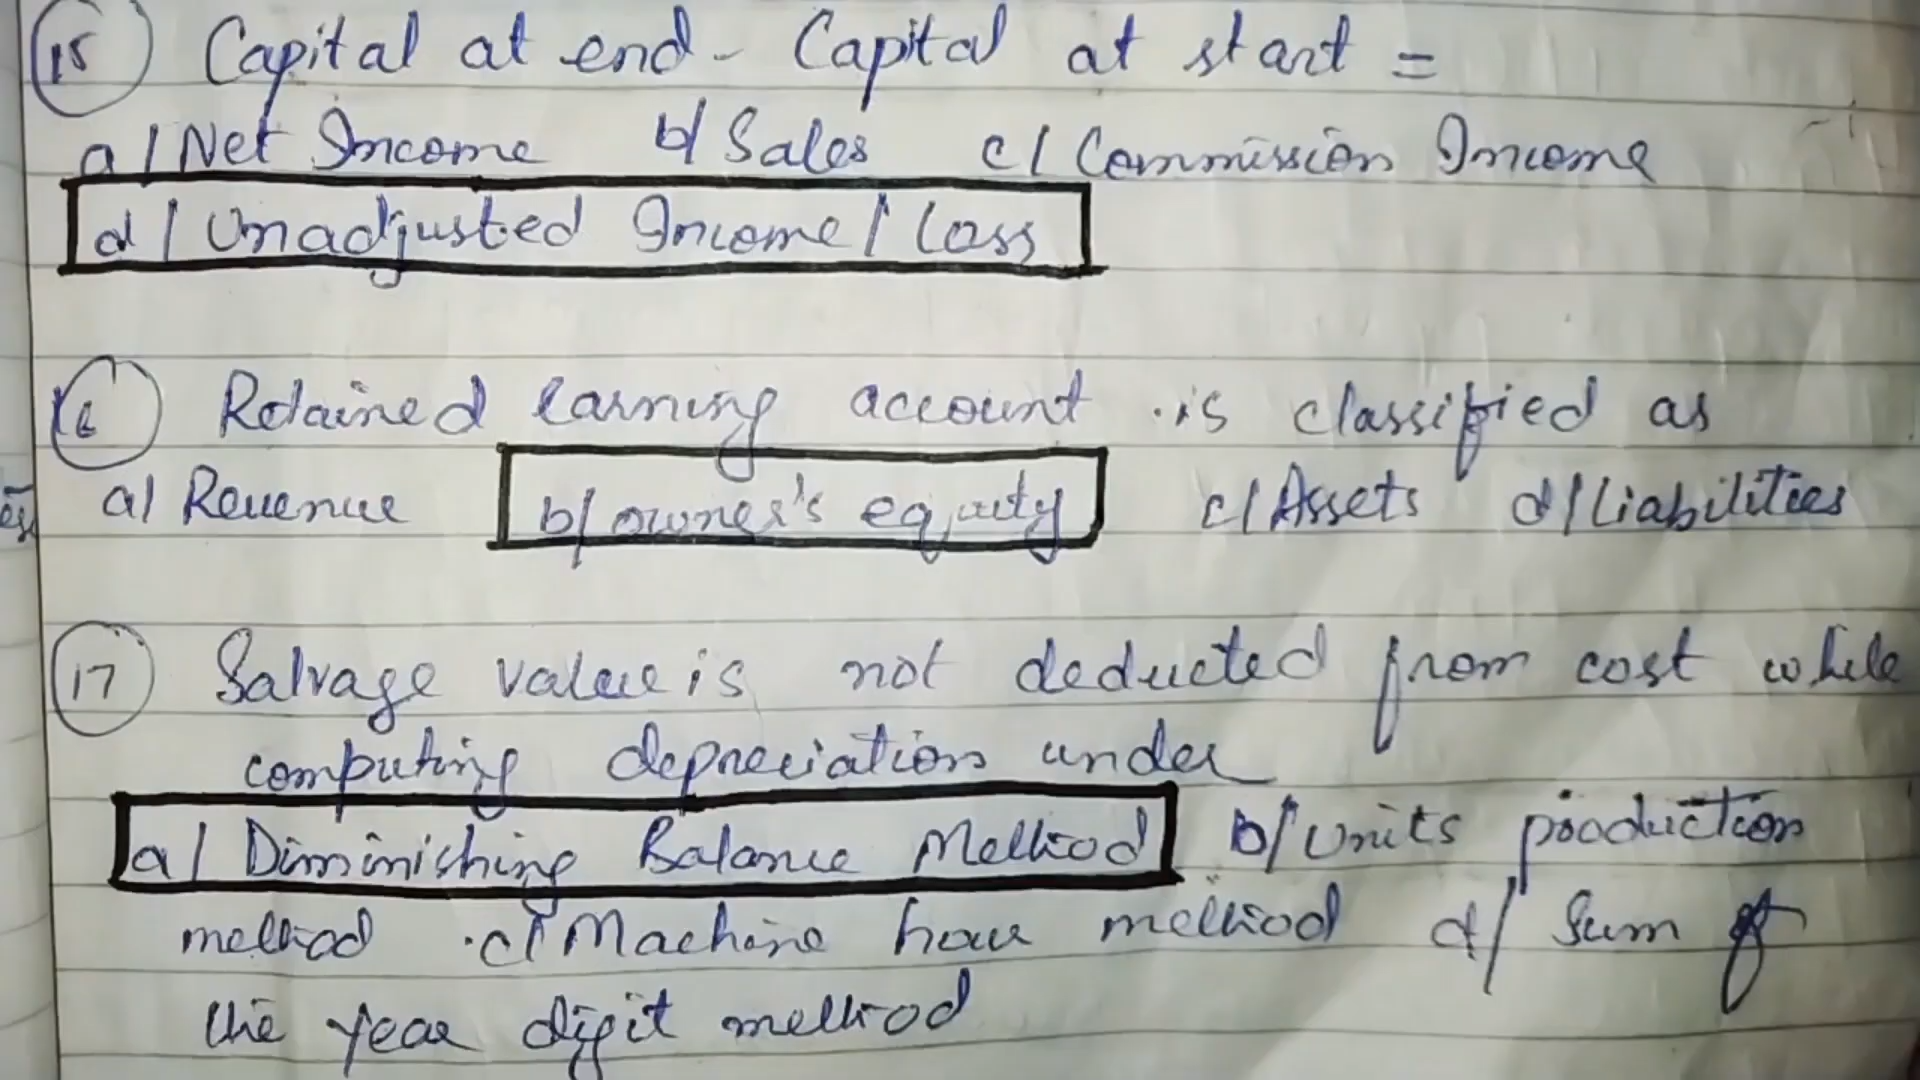 15 Capital at end - Capital at start =
a/ Net Income b/ Sales c/ Commission Income
d/ Unadjusted Income/ Loss
16 Retained earning account is classified as
a/ Revenue b/ owner's equity c/ Assets d/ Liabilities
17 Salvage value is not deducted from cost while
computing depreciation under
a/ Diminishing Balance Method b/ Units production
method c/ Machine hour method d/ Sum of
the year digit method